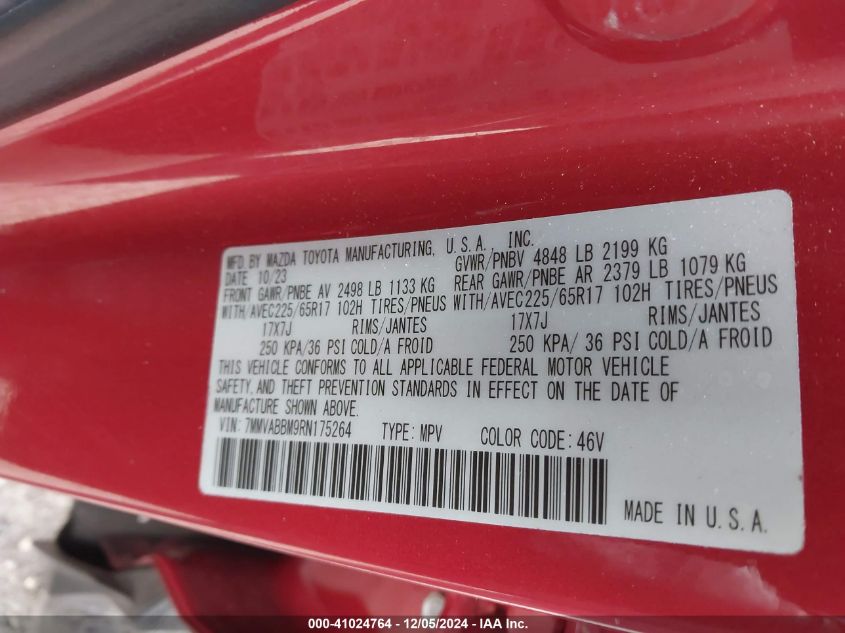 MFD. BY MAZDA TOYOTA MANUFACTURING, U.S.A., INC.
DATE 10/23 GVWR/PNBV 4848 LB 2199 KG
FRONT GAWR/PNBE AV 2498 LB 1133 KG REAR GAWR/PNBE AR 2379 LB 1079 KG
WITH/AVEC225/65R17 102H TIRES/PNEUS WITH/AVEC225/65R17 102H TIRES/PNEUS
17X7J RIMS/JANTES 17X7J RIMS/JANTES
250 KPA/36 PSI COLD/A FROID 250 KPA/ 36 PSI COLD/A FROID
THIS VEHICLE CONFORMS TO ALL APPLICABLE FEDERAL MOTOR VEHICLE
SAFETY, AND THEFT PREVENTION STANDARDS IN EFFECT ON THE DATE OF
MANUFACTURE SHOWN ABOVE.
VIN: 7MMVABBM9RN175264 TYPE: MPV COLOR CODE: 46V
MADE IN U.S.A.
000-41024764 - 12/05/2024 - IAA Inc.